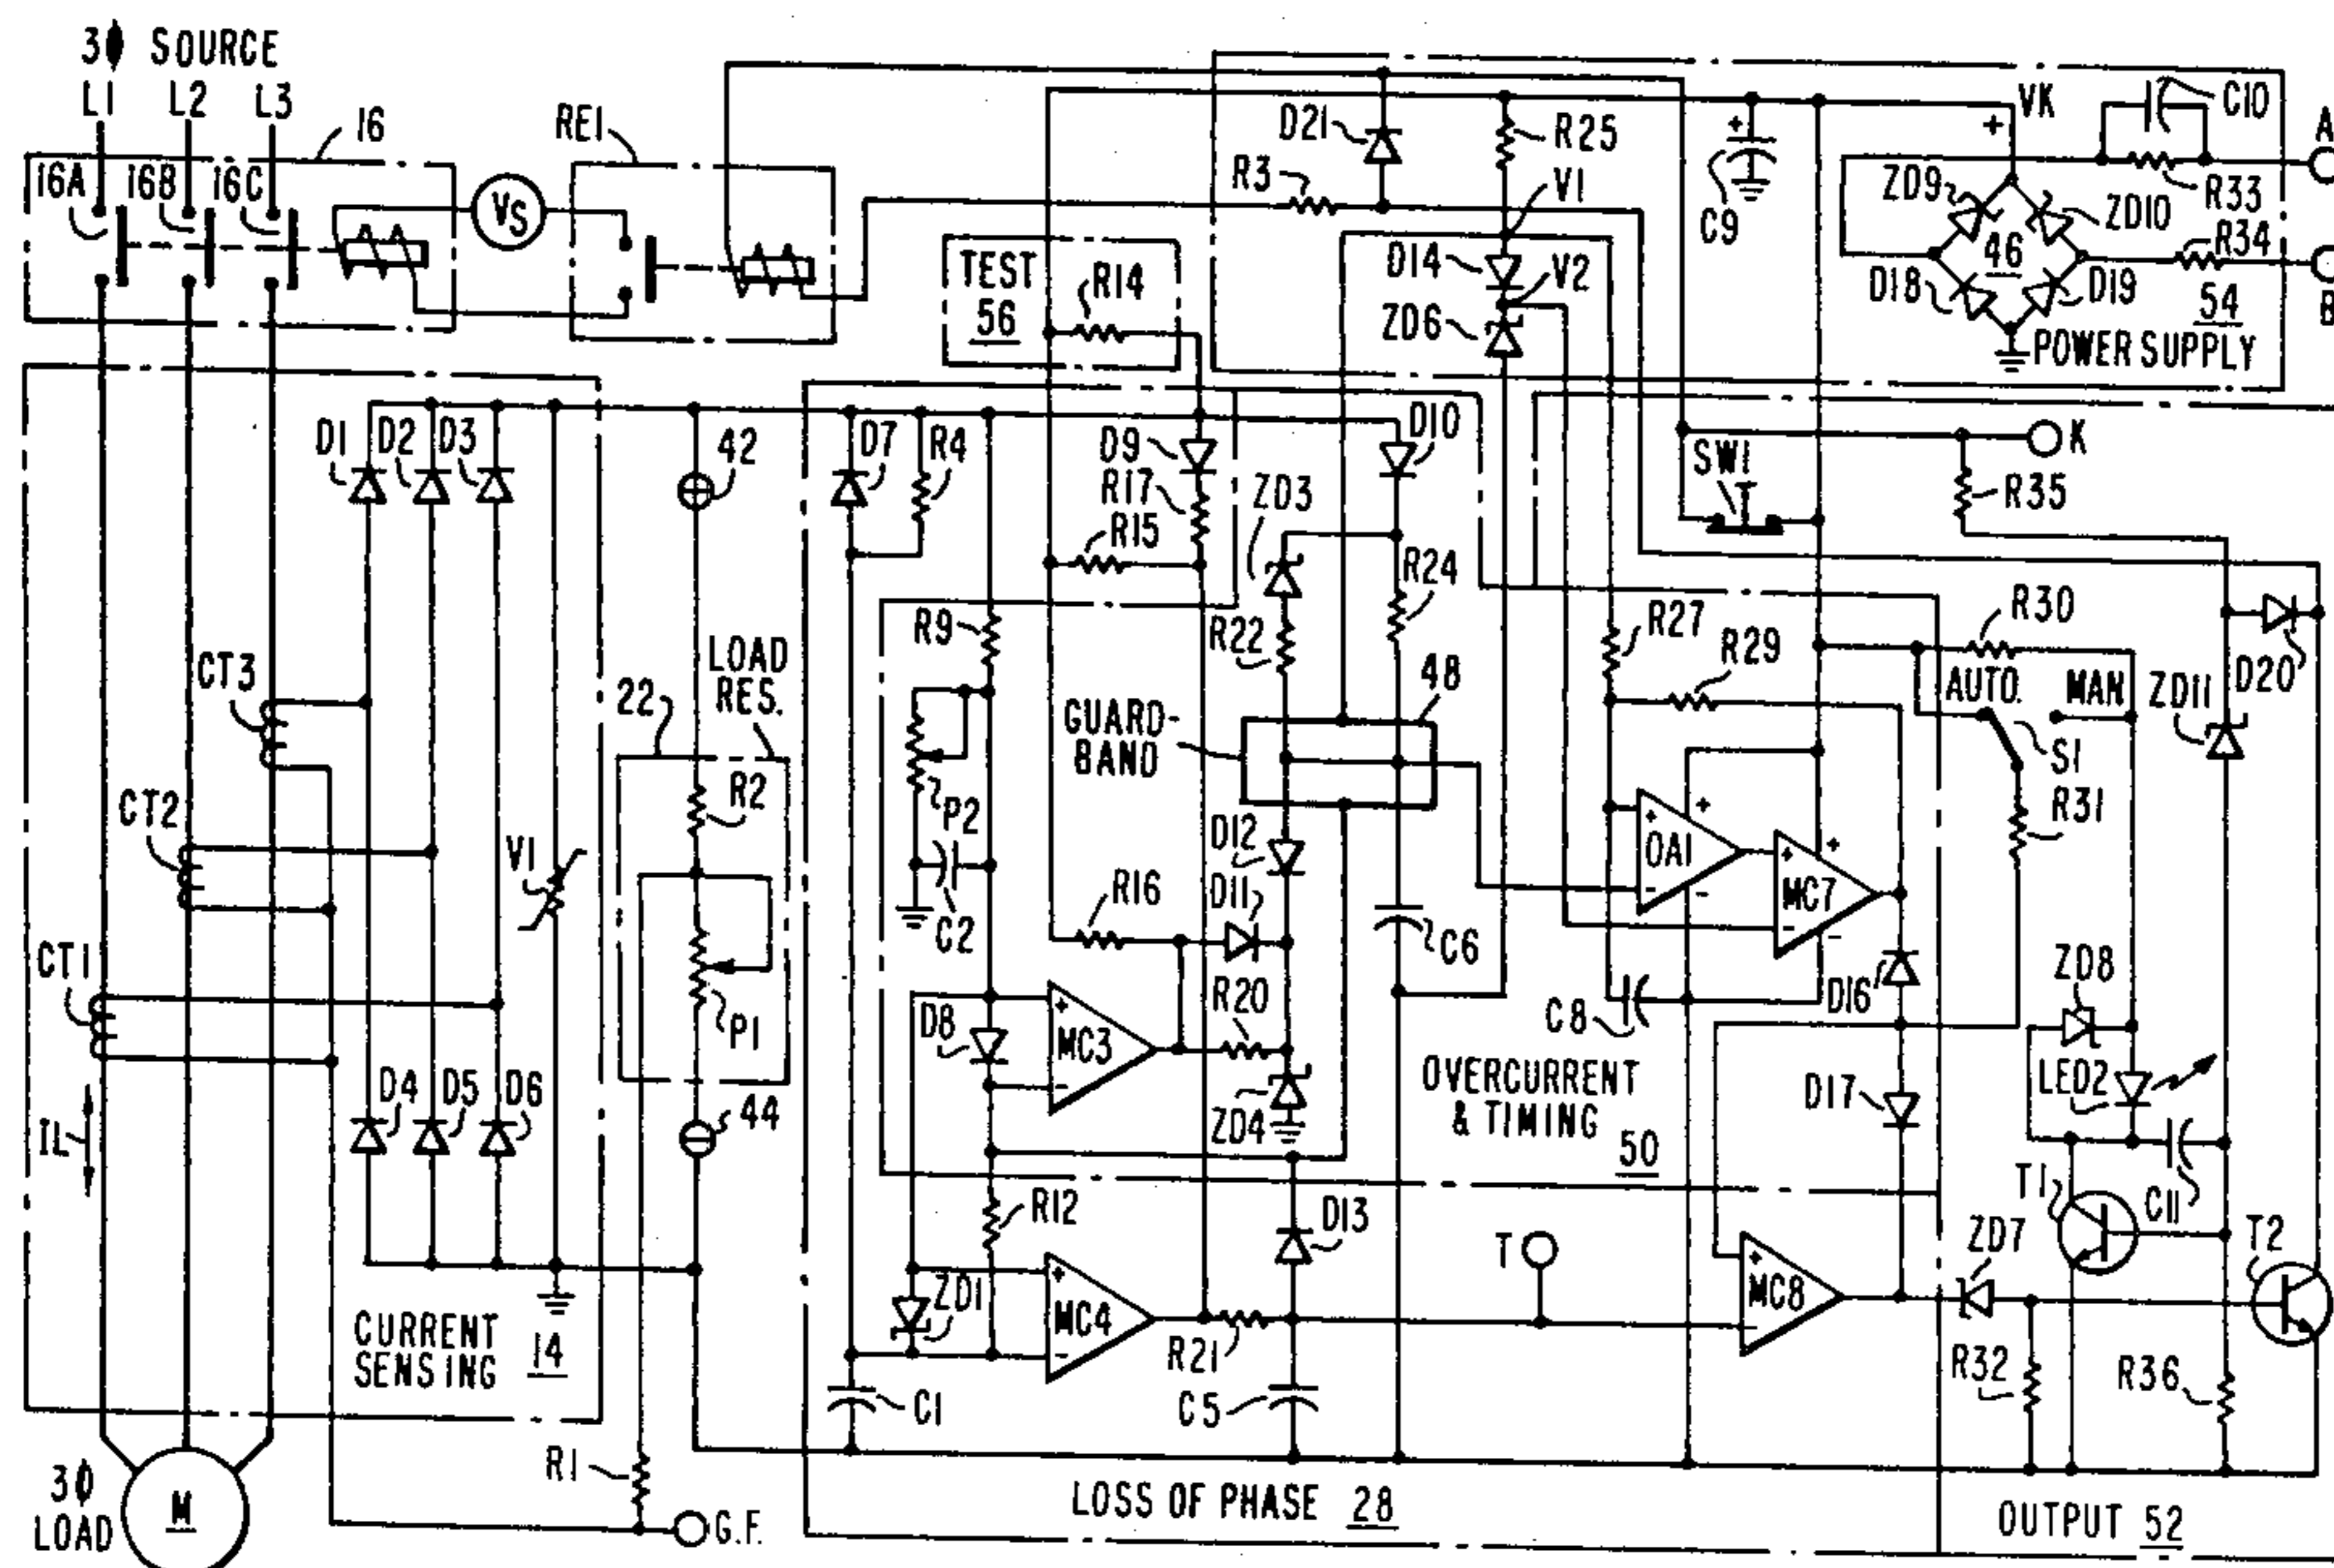 3ϕ SOURCE
L1 L2 L3
16
RE1
16A 16B 16C
VS
D21
R3
R25
V1
C9
VK
+
+
C10
A
ZD9
ZD10
R33
46
R34
D18
D19
54
B
POWER SUPPLY
TEST
56
R14
D14
V2
ZD6
D1 D2 D3
42
D7
R4
D9
R17
R15
D10
ZD3
SW1
K
R35
R24
R9
R22
R27
R29
R30
AUTO.
MAN
S1
ZD11
D20
CT3
LOAD
RES.
22
GUARD-
BAND
48
R31
CT2
R2
P2
V1
C2
D12
D11
R16
OA1
+
-
+
-
MC7
+
-
+
-
CT1
P1
D8
MC3
+
-
R20
C6
C8
D16
ZD8
LED2
IL
D4 D5 D6
44
ZD4
OVERCURRENT
& TIMING
50
D17
T1
C11
R12
D13
T
ZD7
T2
CURRENT
SENSING 14
ZD1
MC4
+
-
R21
MC8
+
-
R32
R36
C1
C5
R1
3ϕ
LOAD
M
G.F.
LOSS OF PHASE 28
OUTPUT 52